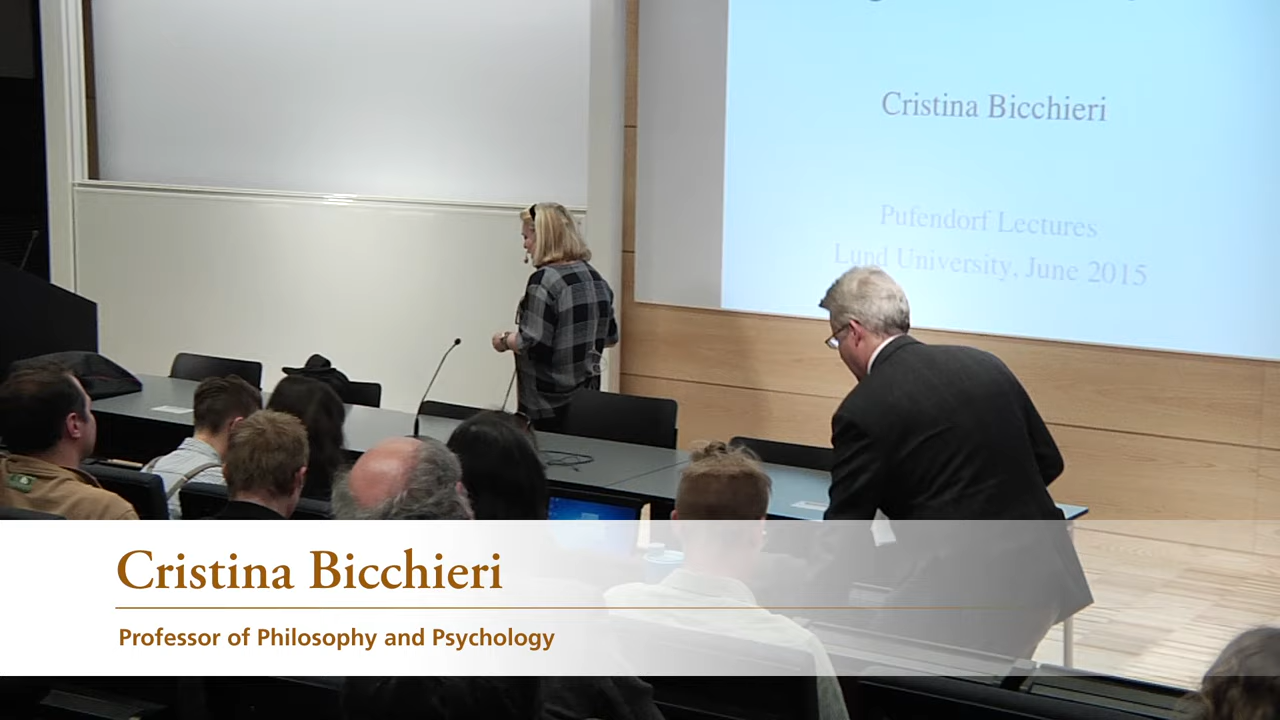 Cristina Bicchieri
Pufendorf Lectures
Lund University, June 2015
Cristina Bicchieri
Professor of Philosophy and Psychology